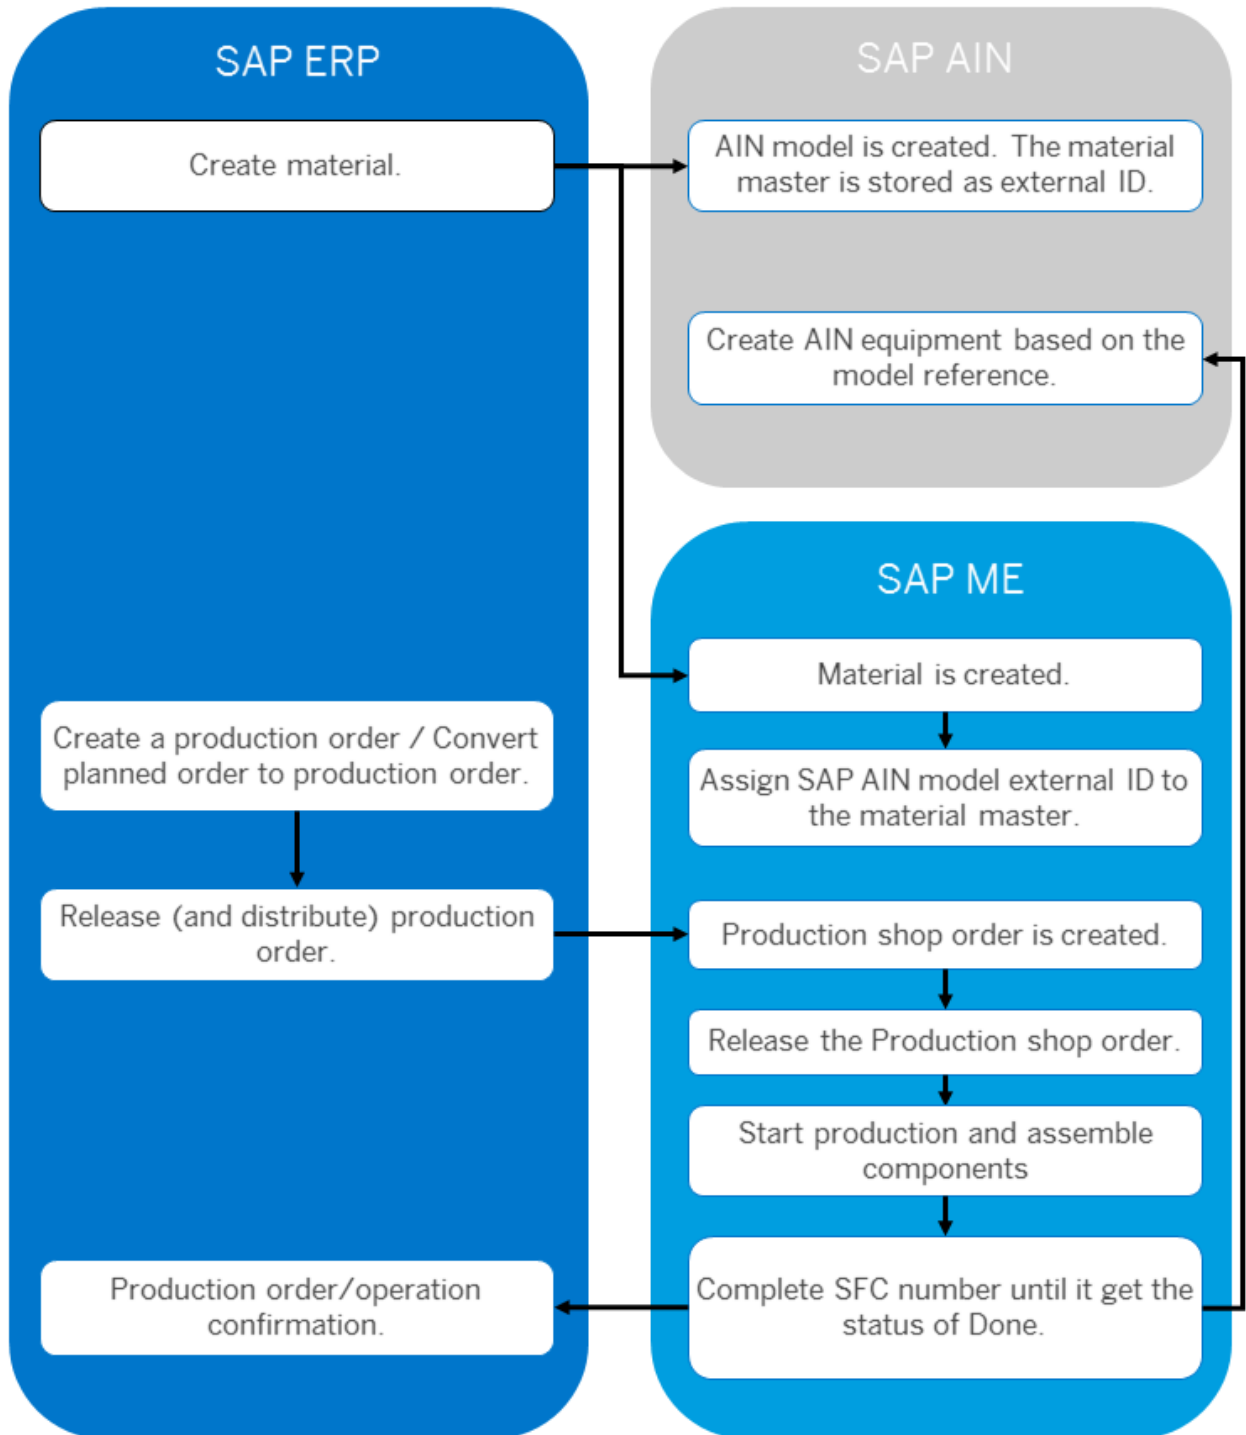 SAP ERP
Create material.
Create a production order / Convert
planned order to production order.
Release (and distribute) production
order.
Production order/operation
confirmation.
SAP AIN
AIN model is created. The material
master is stored as external ID.
Create AIN equipment based on the
model reference.
SAP ME
Material is created.
Assign SAP AIN model external ID to
the material master.
Production shop order is created.
Release the Production shop order.
Start production and assemble
components
Complete SFC number until it get the
status of Done.